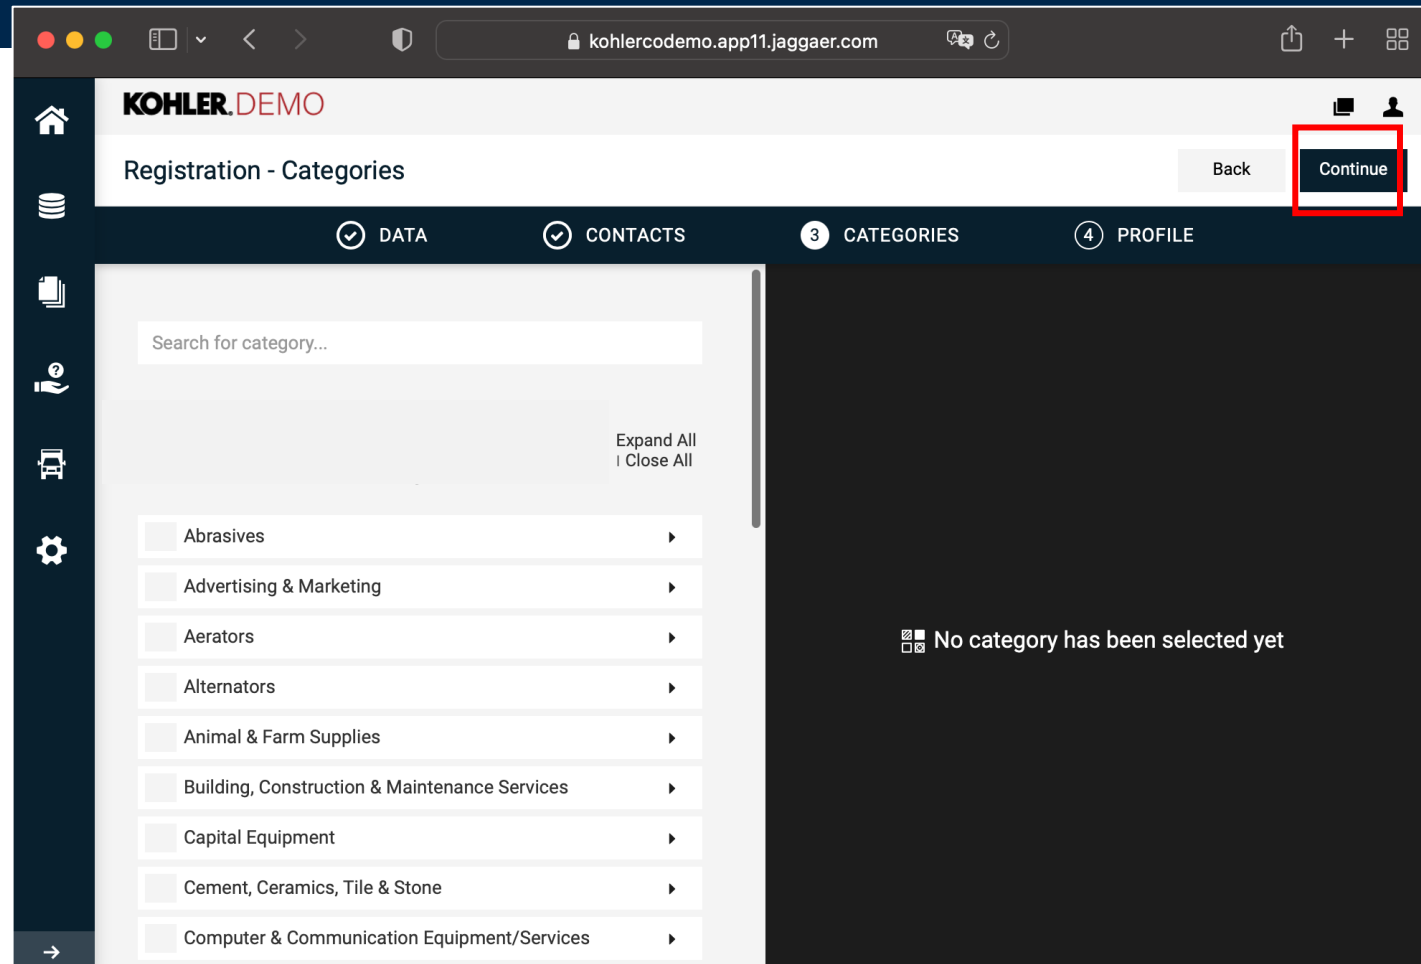 kohlercodemo.app11.jaggaer.com
KOHLER.DEMO
Registration - Categories
Back
Continue
DATA
CONTACTS
3 CATEGORIES
4 PROFILE
Search for category...
Expand All
| Close All
Abrasives
Advertising & Marketing
Aerators
Alternators
Animal & Farm Supplies
Building, Construction & Maintenance Services
Capital Equipment
Cement, Ceramics, Tile & Stone
Computer & Communication Equipment/Services
No category has been selected yet